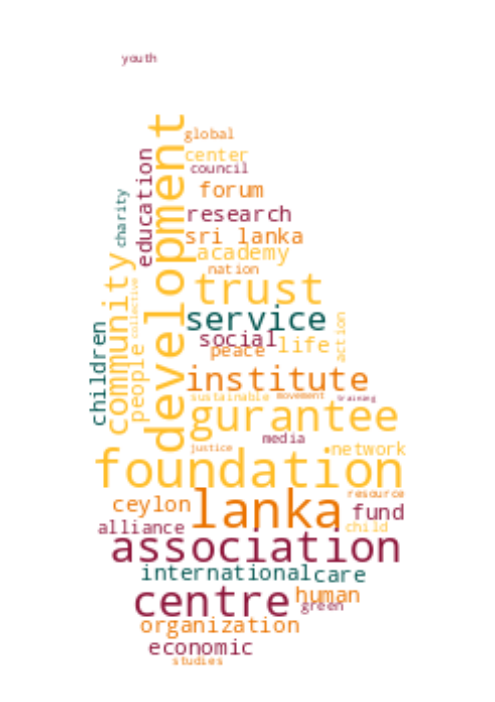 youth
global
development
center
education
council
charity
forum
research
sri lanka
academy
community
nation
collective
trust
service
action
children
social
people
peace
life
institute
sustainable
movement
training
gurantee
media
justice
network
foundation
resource
lanka
ceylon
fund
alliance
child
association
international
care
centre
human
green
organization
economic
studies